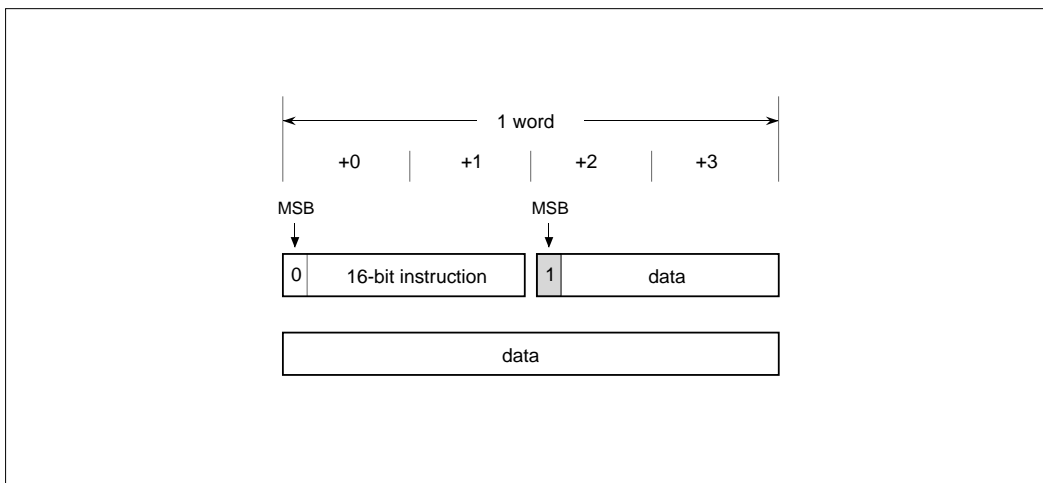 1 word
+0 +1 +2 +3
MSB MSB
0 16-bit instruction 1 data
data